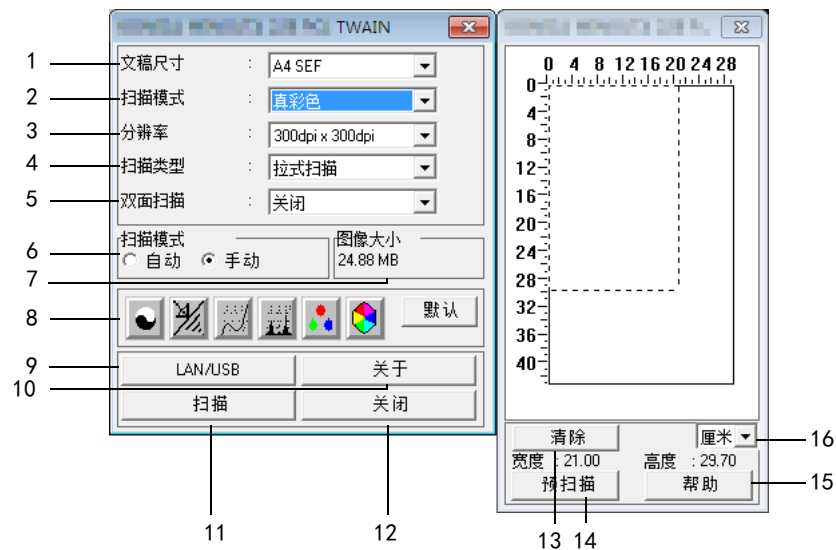 TWAIN
1 文稿尺寸 : A4 SEF
2 扫描模式 : 真彩色
3 分辨率 : 300dpi x 300dpi
4 扫描类型 : 拉式扫描
5 双面扫描 : 关闭
扫描模式
6 自动 手动
图像大小
24.88 MB
7
8 默认
9 LAN/USB 关于
10
扫描 关闭
11 12
0 4 8 12 16 20 24 28
0
4
8
12
16
20
24
28
32
36
40
清除 厘米 16
宽度 : 21.00 高度 : 29.70
预扫描 帮助 15
13 14